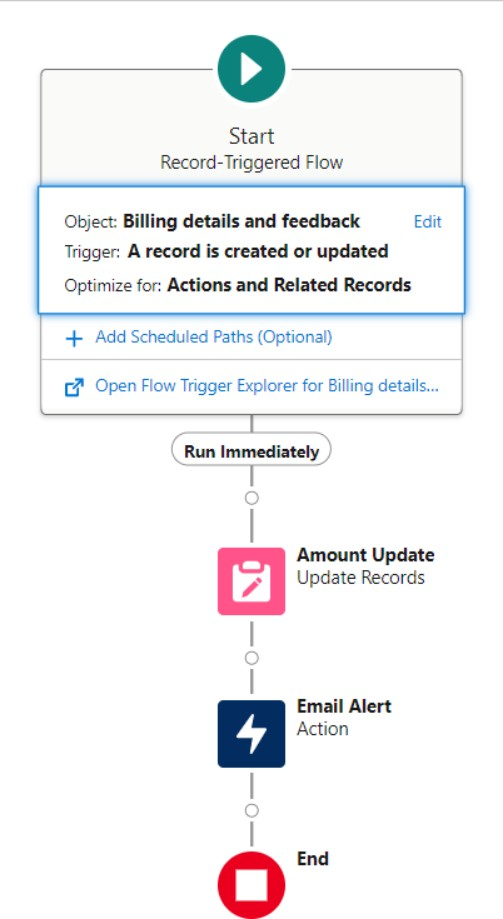 Start
Record-Triggered Flow
Object: Billing details and feedback Edit
Trigger: A record is created or updated
Optimize for: Actions and Related Records
Add Scheduled Paths (Optional)
Open Flow Trigger Explorer for Billing details...
Run Immediately
Amount Update
Update Records
Email Alert
Action
End